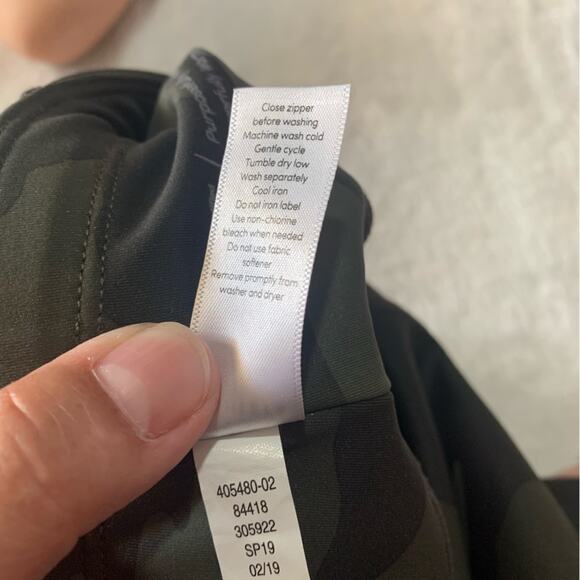 Close zipper
before washing
Machine wash cold
Gentle cycle
Tumble dry low
Wash separately
Cool iron
Do not iron label
Use non-chlorine
bleach when needed
Do not use fabric
softener
Remove promptly from
washer and dryer
405480-02
84418
305922
SP19
02/19